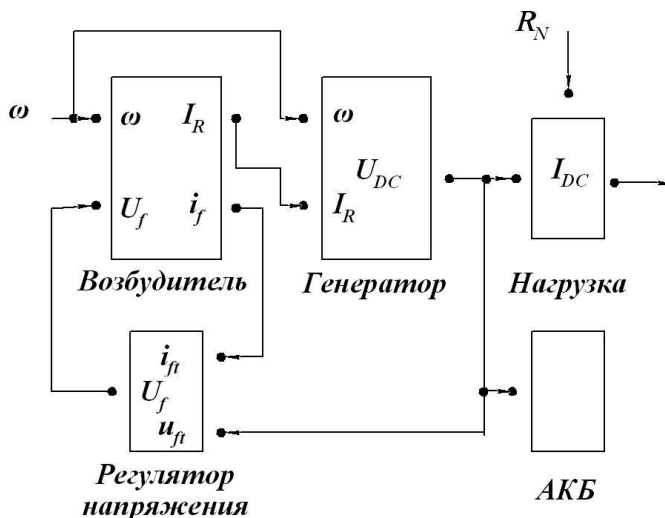 R_N
ω
ω I_R
U_f i_f
Возбудитель
ω
U_DC
I_R
Генератор
I_DC
Нагрузка
i_ft
U_f
u_ft
Регулятор
напряжения
АКБ